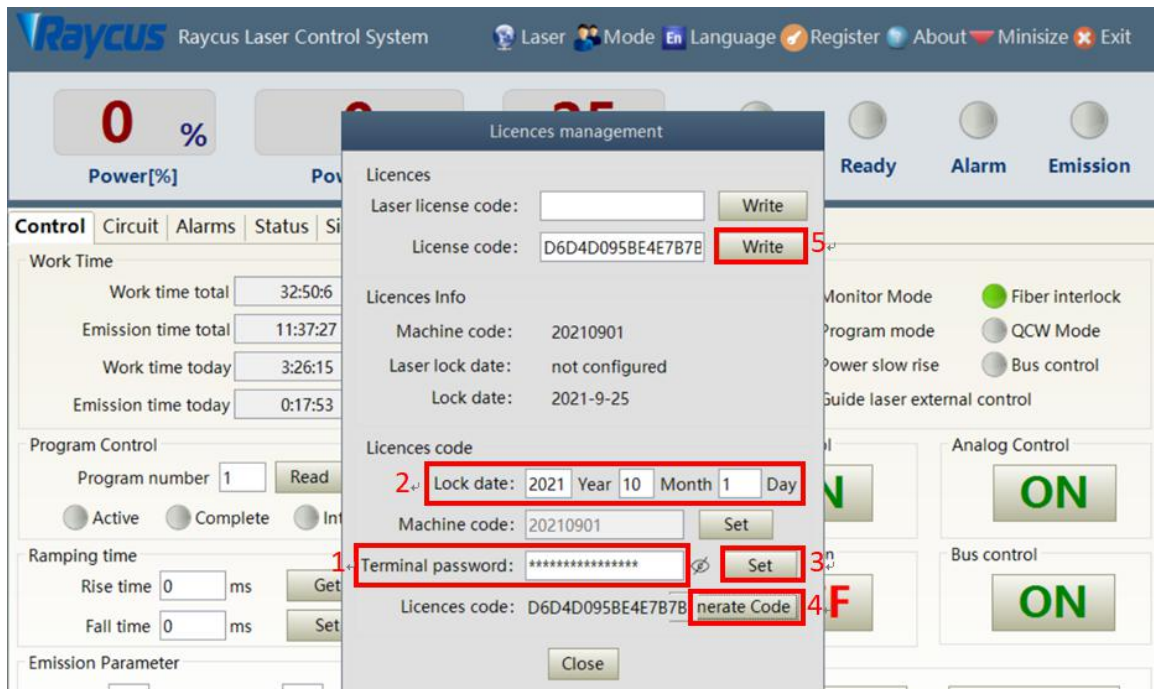 Raycus Raycus Laser Control System Laser Mode En Language Register About Minisize Exit
0 %
Power[%]
Ready Alarm Emission
Control Circuit Alarms Status
Work Time
Work time total 32:50:6
Emission time total 11:37:27
Work time today 3:26:15
Emission time today 0:17:53
Program Control
Program number 1 Read
Active Complete
Ramping time
Rise time 0 ms Get
Fall time 0 ms Set
Emission Parameter
Licences management
Licences
Laser license code: Write
License code: D6D4D095BE4E7B7B Write 5
Licences Info
Machine code: 20210901
Laser lock date: not configured
Lock date: 2021-9-25
Licences code
2 Lock date: 2021 Year 10 Month 1 Day
Machine code: 20210901 Set
1 Terminal password: **************** Set 3
Licences code: D6D4D095BE4E7B7B nerate Code 4
Close
Monitor Mode Fiber interlock
Program mode QCW Mode
Power slow rise Bus control
Guide laser external control
Analog Control
ON
Bus control
ON